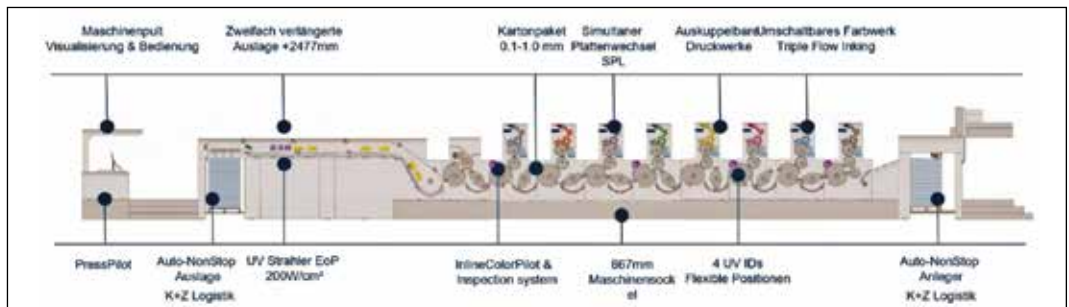 Maschinenpult
Visualisierung & Bedienung
Zweifach verlängerte
Auslage +2477mm
Kartonpaket
0.1-1.0 mm
Simultaner
Plattenwechsel
SPL
Auskuppelbare
Druckwerke
Umschaltbares Farbwerk
Triple Flow Inking
PressPilot
Auto-NonStop
Auslage
K+Z Logistik
UV Strahler EoP
200W/cm²
InlineColorPilot &
Inspection system
667mm
Maschinensock
el
4 UV IDs
Flexible Positionen
Auto-NonStop
Anleger
K+Z Logistik